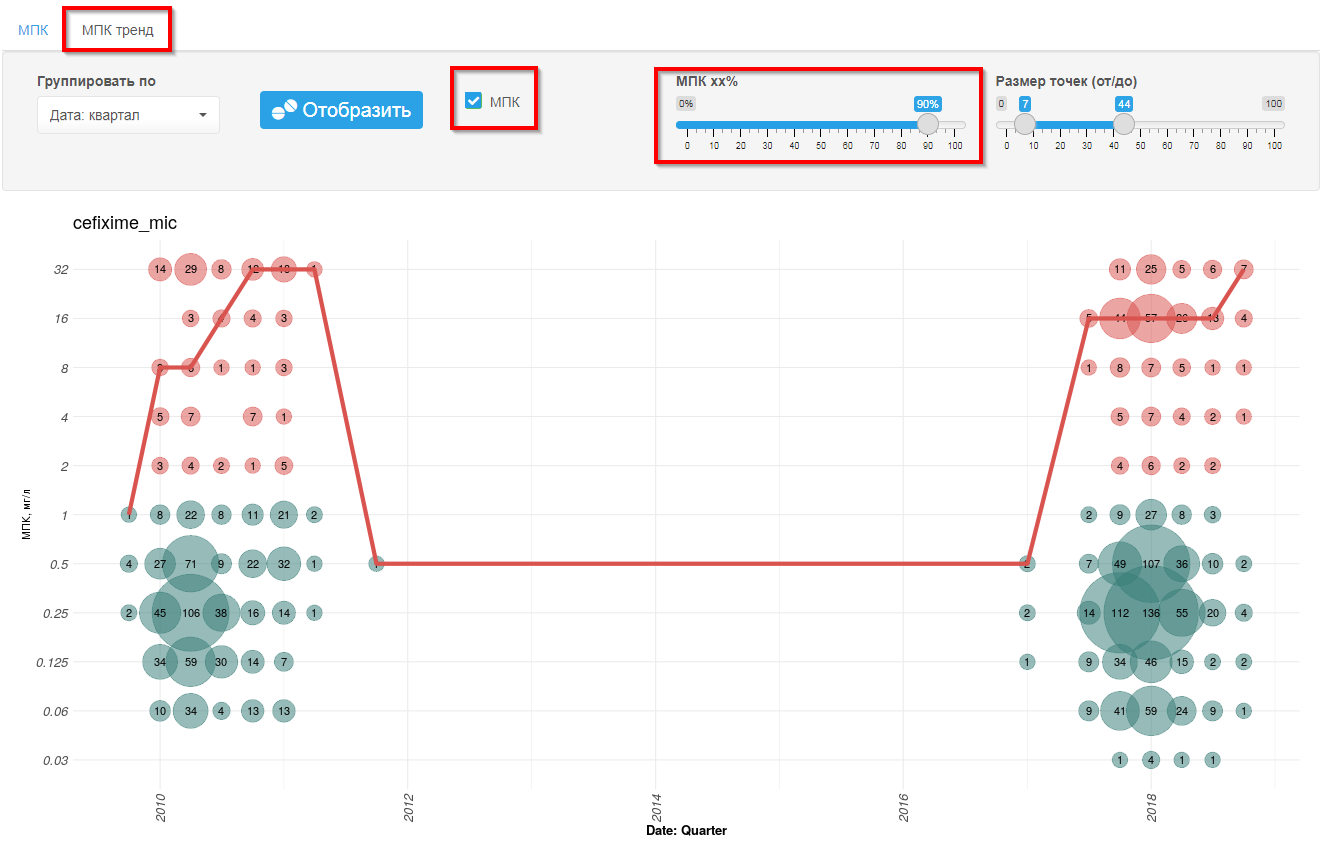 МПК МПК тренд
Группировать по МПК xx% Размер точек (от/до)
Дата: квартал Отобразить МПК 0% 90% 0 7 44 100
0 10 20 30 40 50 60 70 80 90 100 0 10 20 30 40 50 60 70 80 90 100
cefixime_mic
32 14 29 8 12 1 11 25 5 6 7
16 3 4 3 5 44 57 4
8 1 1 3 1 8 7 5 1 1
4 5 7 7 1 5 7 4 2 1
2 3 4 2 1 5 4 6 2 2
1 1 8 22 8 11 21 2 2 9 27 8 3
0.5 4 27 71 9 22 32 1 1 2 7 49 107 36 10 2
0.25 2 45 106 38 16 14 1 2 14 112 136 55 20 4
0.125 34 59 30 14 7 1 9 34 46 15 2 2
0.06 10 34 4 13 13 9 41 59 24 9 1
0.03 1 4 1 1
МПК, мг/л
2010 2012 2014 2016 2018
Date: Quarter